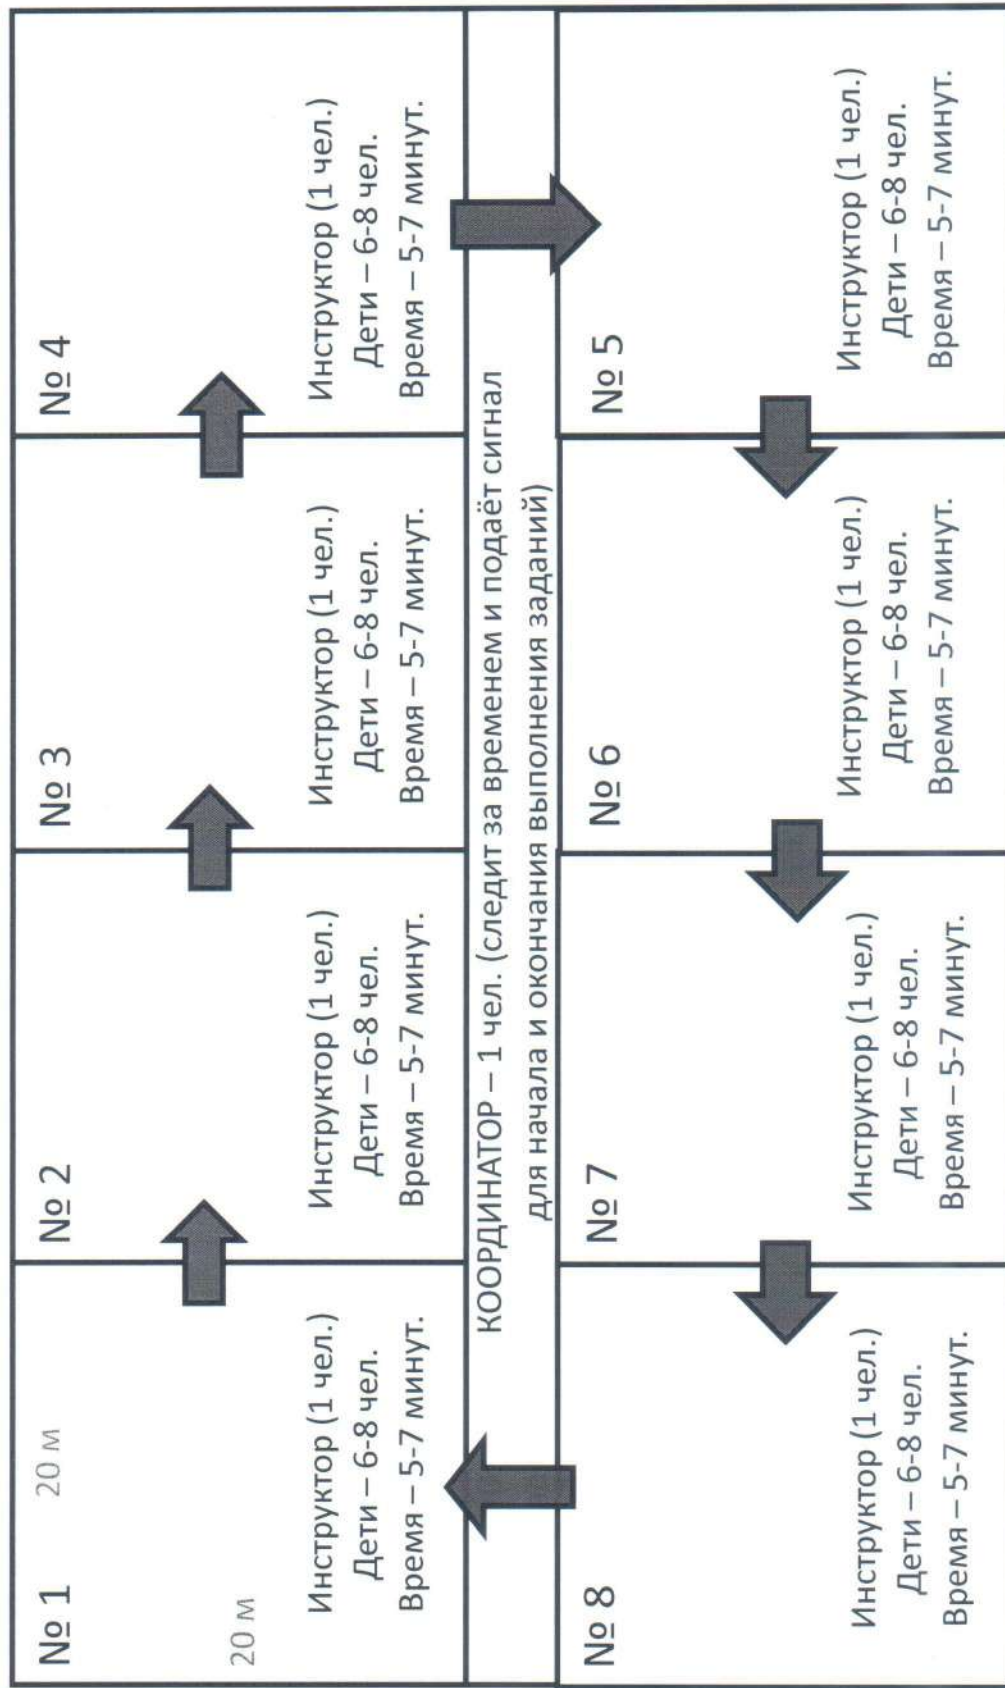 № 1
20 м
20 м
Инструктор (1 чел.)
Дети – 6-8 чел.
Время – 5-7 минут.
№ 2
Инструктор (1 чел.)
Дети – 6-8 чел.
Время – 5-7 минут.
№ 3
Инструктор (1 чел.)
Дети – 6-8 чел.
Время – 5-7 минут.
№ 4
Инструктор (1 чел.)
Дети – 6-8 чел.
Время – 5-7 минут.
КООРДИНАТОР – 1 чел. (следит за временем и подаёт сигнал
для начала и окончания выполнения заданий)
№ 8
Инструктор (1 чел.)
Дети – 6-8 чел.
Время – 5-7 минут.
№ 7
Инструктор (1 чел.)
Дети – 6-8 чел.
Время – 5-7 минут.
№ 6
Инструктор (1 чел.)
Дети – 6-8 чел.
Время – 5-7 минут.
№ 5
Инструктор (1 чел.)
Дети – 6-8 чел.
Время – 5-7 минут.